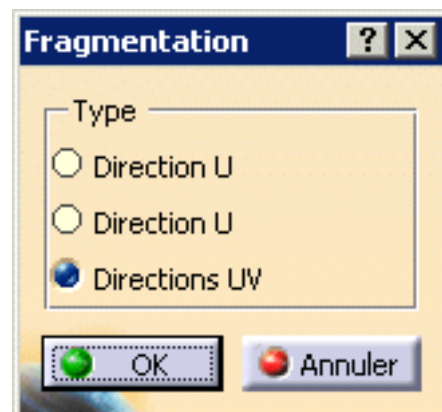 Fragmentation ?
Type
Direction U
Direction U
Directions UV
OK Annuler